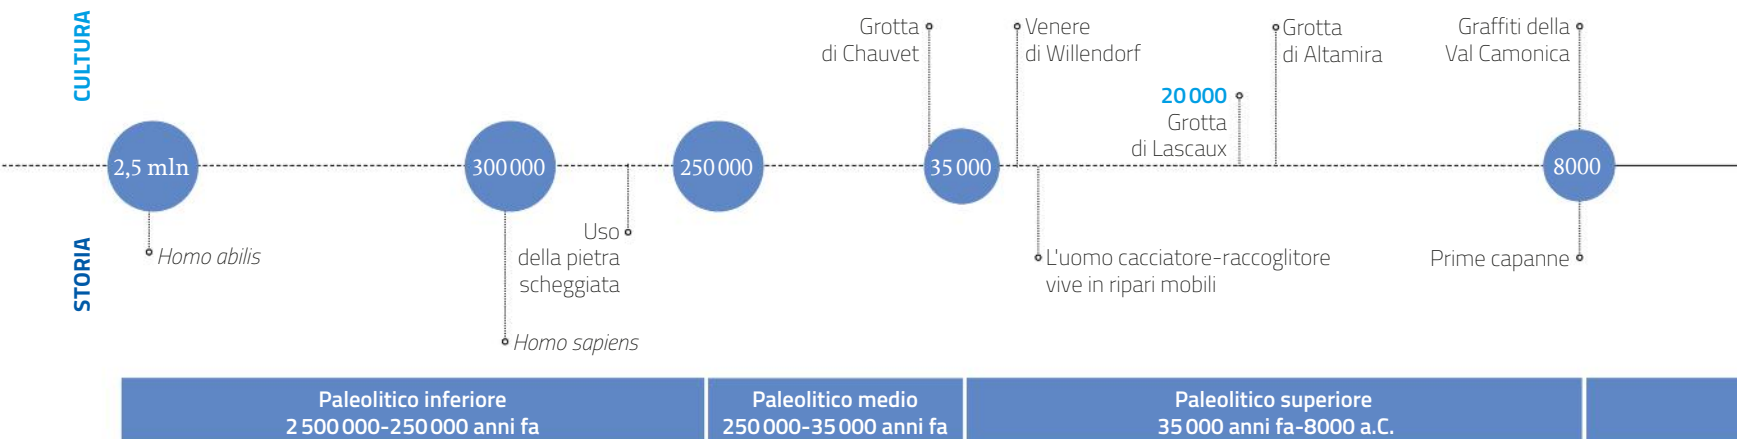 CULTURA
Grotta
di Chauvet
Venere
di Willendorf
20 000
Grotta
di Lascaux
Grotta
di Altamira
Graffiti della
Val Camonica
2,5 mln
300 000
250 000
35 000
8000
STORIA
Homo abilis
Homo sapiens
Uso
della pietra
scheggiata
L'uomo cacciatore-raccoglitore
vive in ripari mobili
Prime capanne
Paleolitico inferiore
2 500 000-250 000 anni fa
Paleolitico medio
250 000-35 000 anni fa
Paleolitico superiore
35 000 anni fa-8000 a.C.